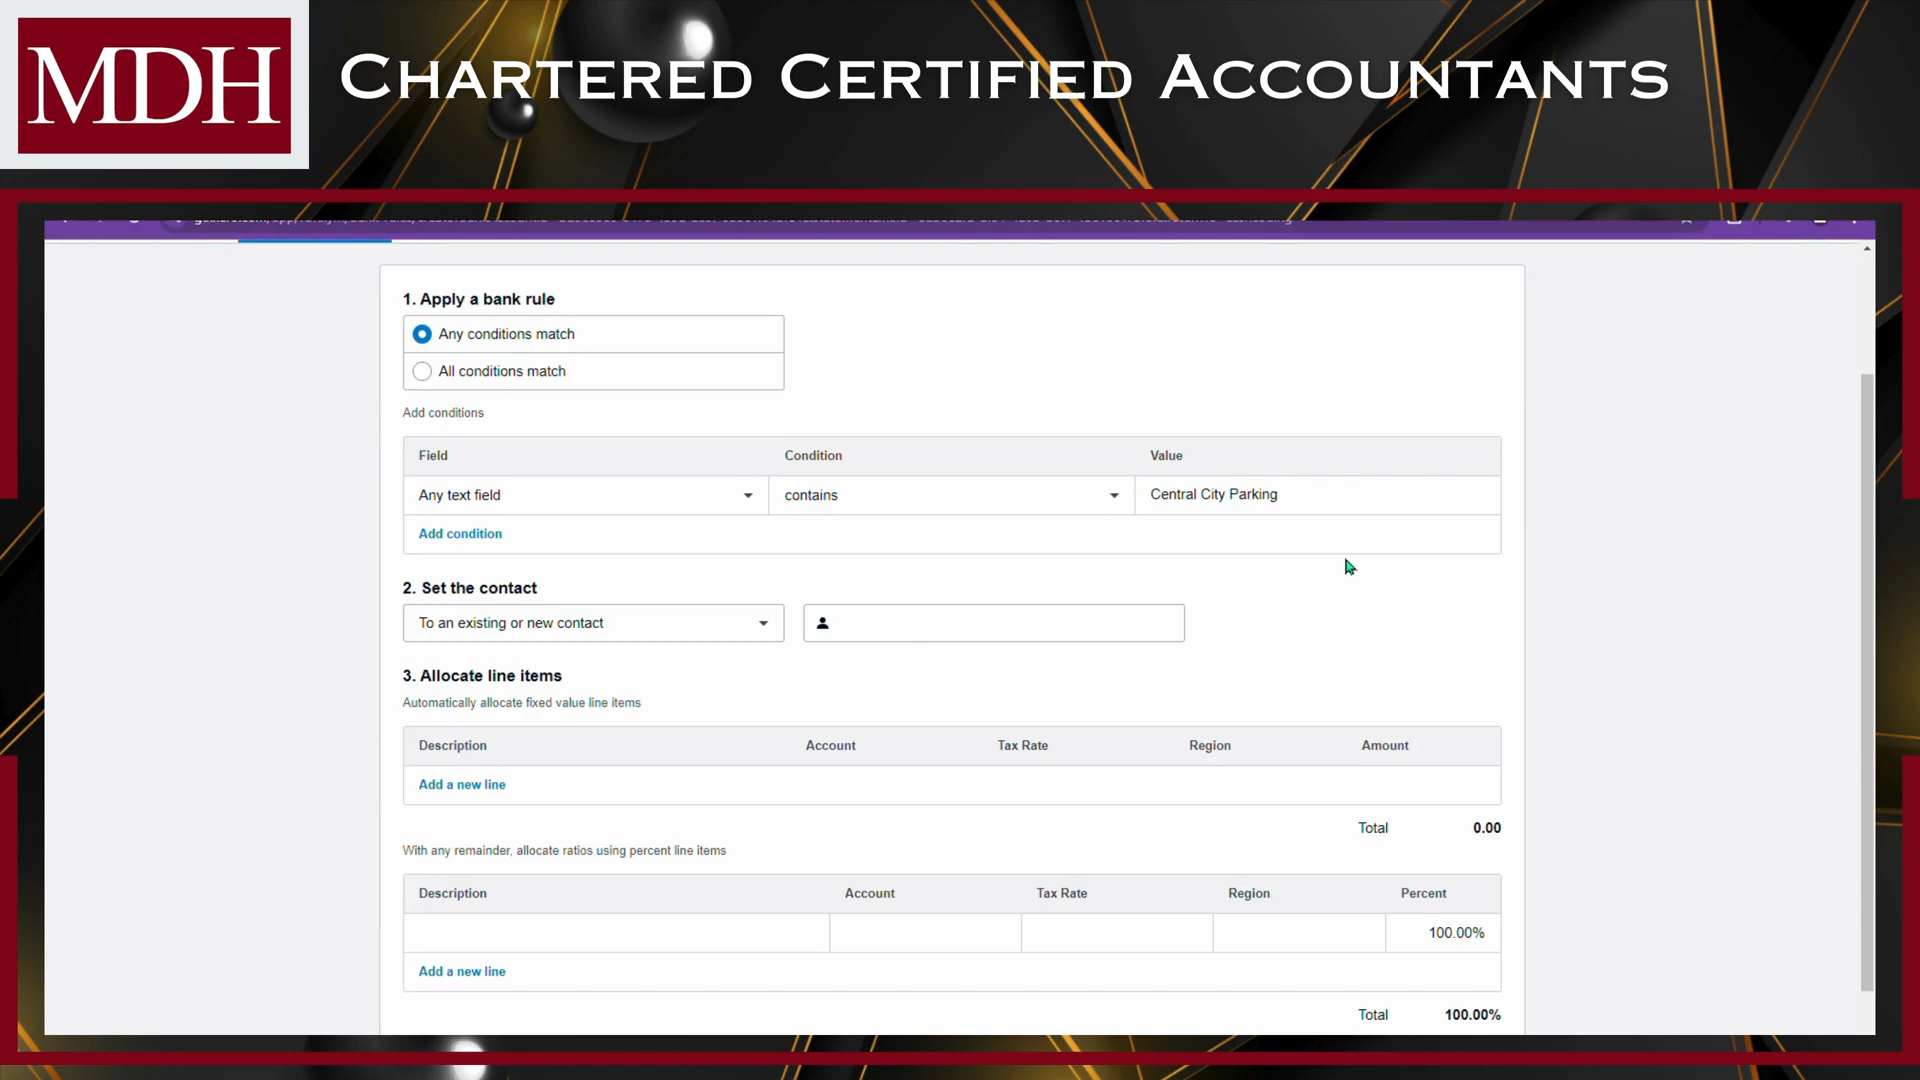 MDH
CHARTERED CERTIFIED ACCOUNTANTS
1. Apply a bank rule
Any conditions match
All conditions match
Add conditions
Field Condition Value
Any text field contains Central City Parking
Add condition
2. Set the contact
To an existing or new contact
3. Allocate line items
Automatically allocate fixed value line items
Description Account Tax Rate Region Amount
Add a new line
Total 0.00
With any remainder, allocate ratios using percent line items
Description Account Tax Rate Region Percent
100.00%
Add a new line
Total 100.00%